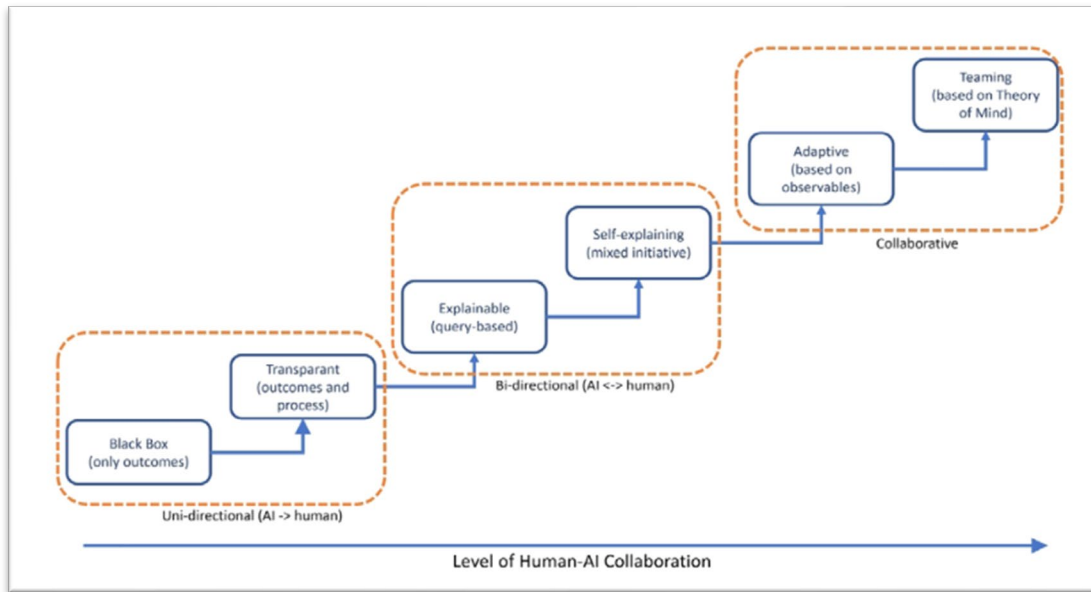 Teaming
(based on Theory
of Mind)
Adaptive
(based on
observables)
Collaborative
Self-explaining
(mixed initiative)
Explainable
(query-based)
Bi-directional (AI <-> human)
Transparant
(outcomes and
process)
Black Box
(only outcomes)
Uni-directional (AI -> human)
Level of Human-AI Collaboration